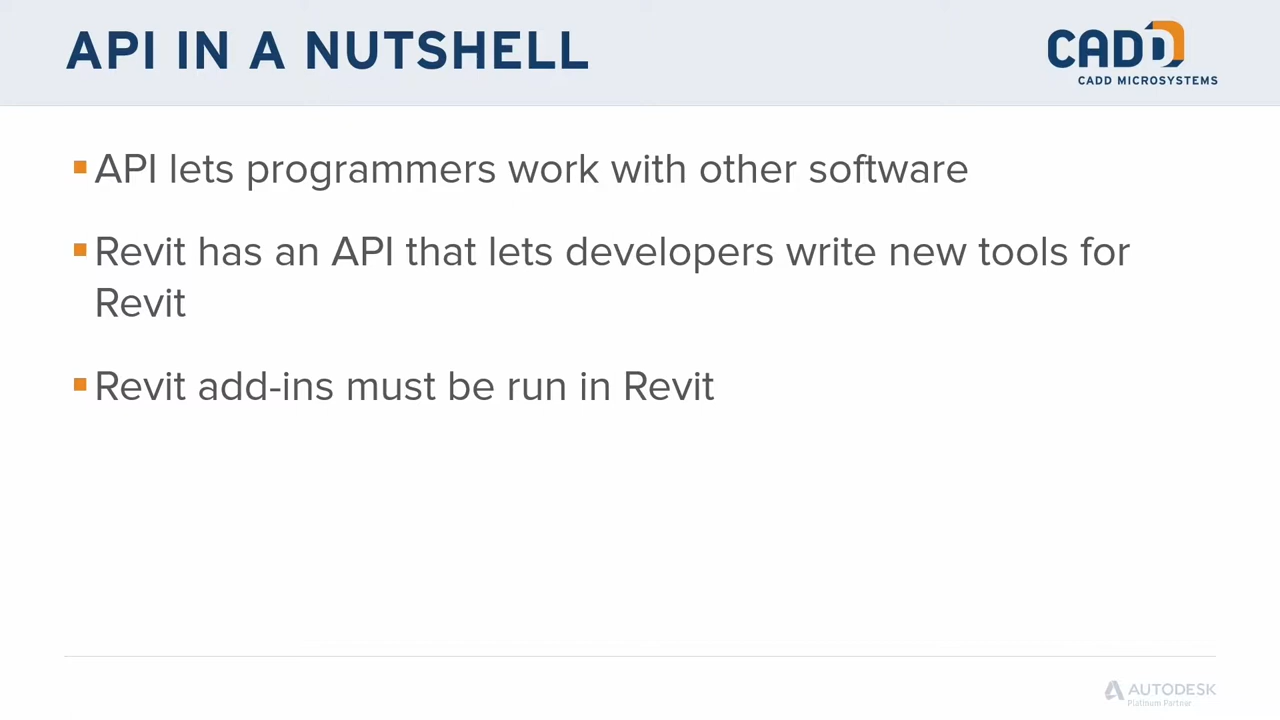 API IN A NUTSHELL
CADD
CADD MICROSYSTEMS
API lets programmers work with other software
Revit has an API that lets developers write new tools for
Revit
Revit add-ins must be run in Revit
AUTODESK
Platinum Partner